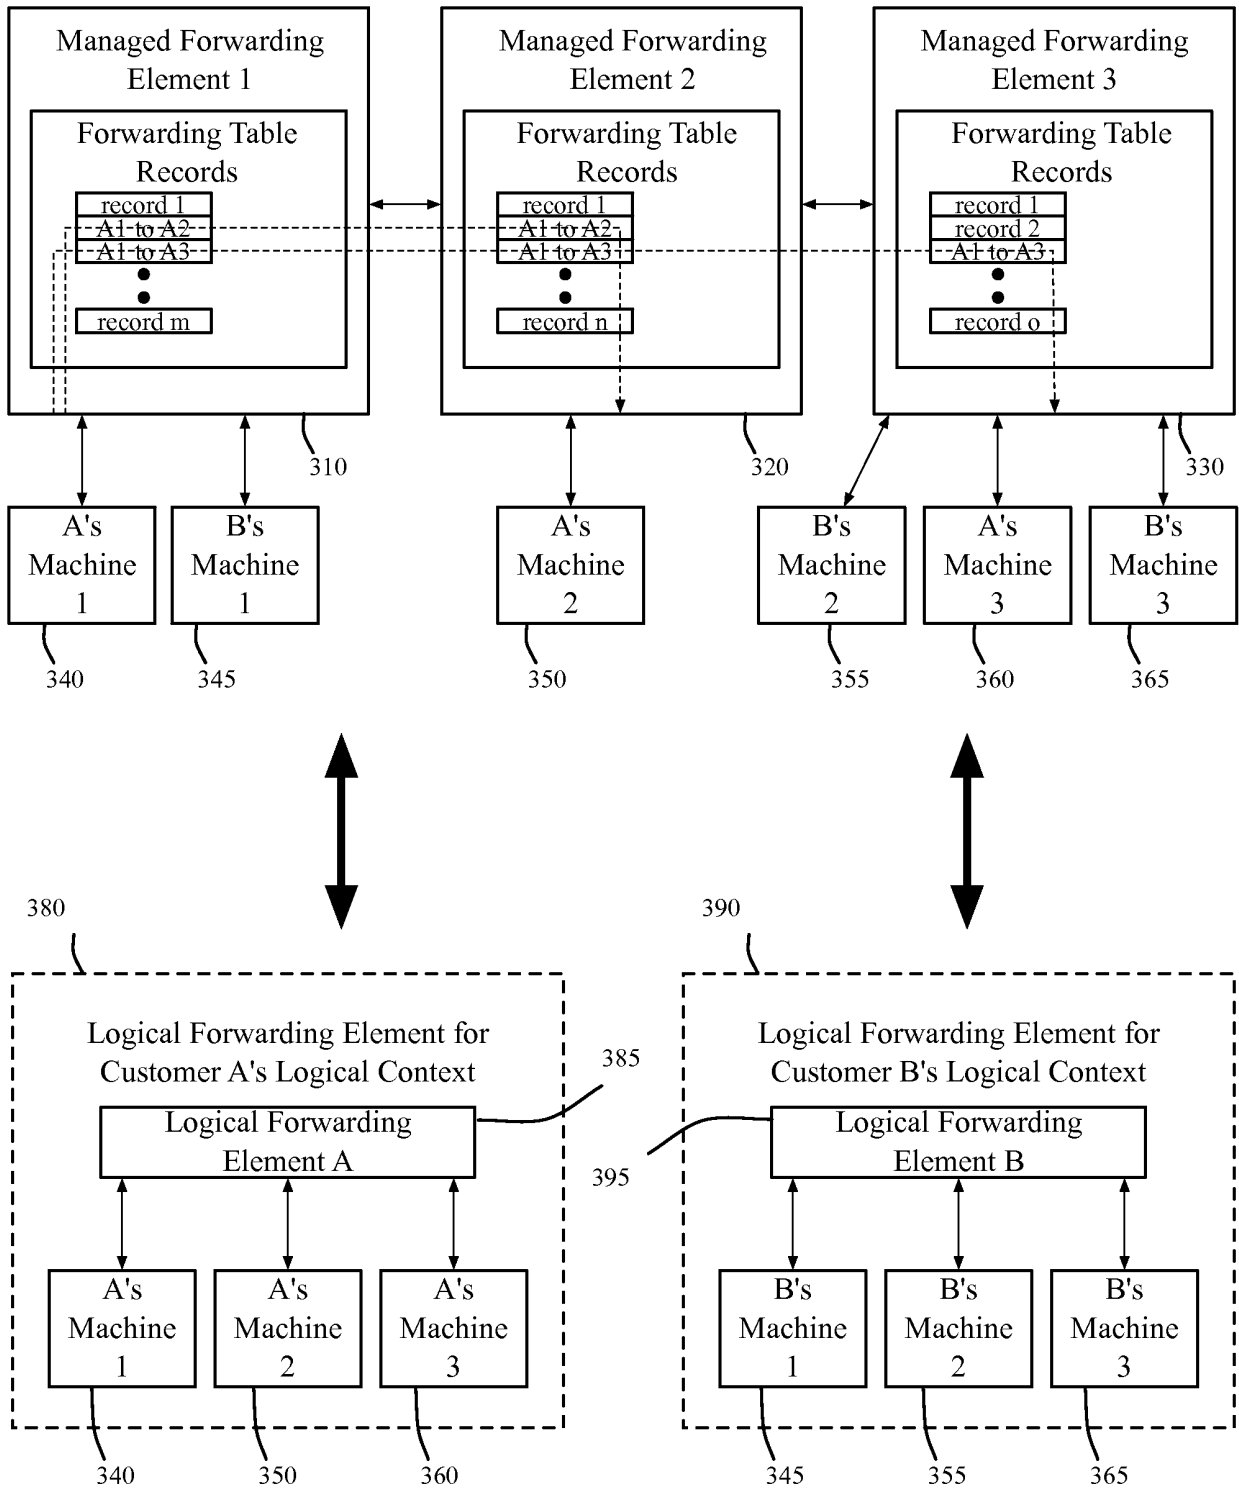 Managed Forwarding
Element 1
Forwarding Table
Records
record 1
A1 to A2
A1 to A3
record m
310
Managed Forwarding
Element 2
Forwarding Table
Records
record 1
A1 to A2
A1 to A3
record n
320
Managed Forwarding
Element 3
Forwarding Table
Records
record 1
record 2
A1 to A3
record o
330
A's
Machine
1
340
B's
Machine
1
345
A's
Machine
2
350
B's
Machine
2
355
A's
Machine
3
360
B's
Machine
3
365
380
Logical Forwarding Element for
Customer A's Logical Context
385
Logical Forwarding
Element A
A's
Machine
1
340
A's
Machine
2
350
A's
Machine
3
360
390
Logical Forwarding Element for
Customer B's Logical Context
395
Logical Forwarding
Element B
B's
Machine
1
345
B's
Machine
2
355
B's
Machine
3
365